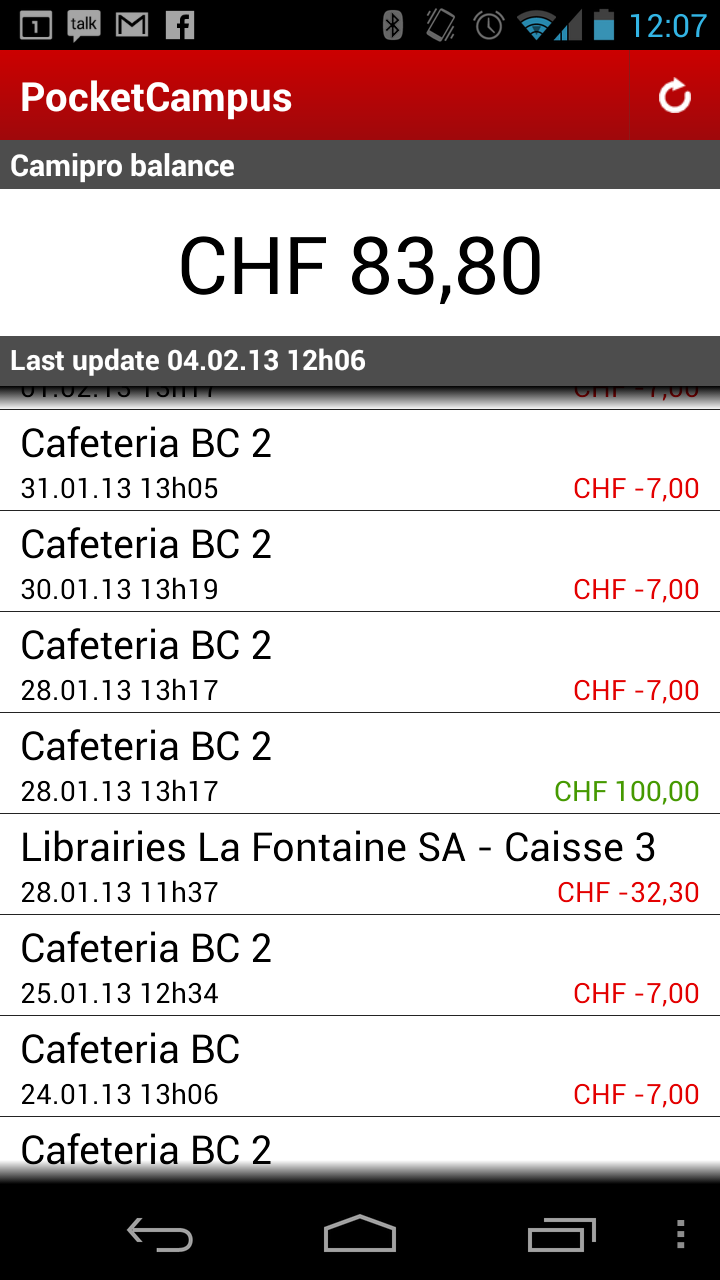 1 talk 12:07
PocketCampus
Camipro balance
CHF 83,80
Last update 04.02.13 12h06
01.02.13 13h17 CHF -7,00
Cafeteria BC 2
31.01.13 13h05 CHF -7,00
Cafeteria BC 2
30.01.13 13h19 CHF -7,00
Cafeteria BC 2
28.01.13 13h17 CHF -7,00
Cafeteria BC 2
28.01.13 13h17 CHF 100,00
Librairies La Fontaine SA - Caisse 3
28.01.13 11h37 CHF -32,30
Cafeteria BC 2
25.01.13 12h34 CHF -7,00
Cafeteria BC
24.01.13 13h06 CHF -7,00
Cafeteria BC 2